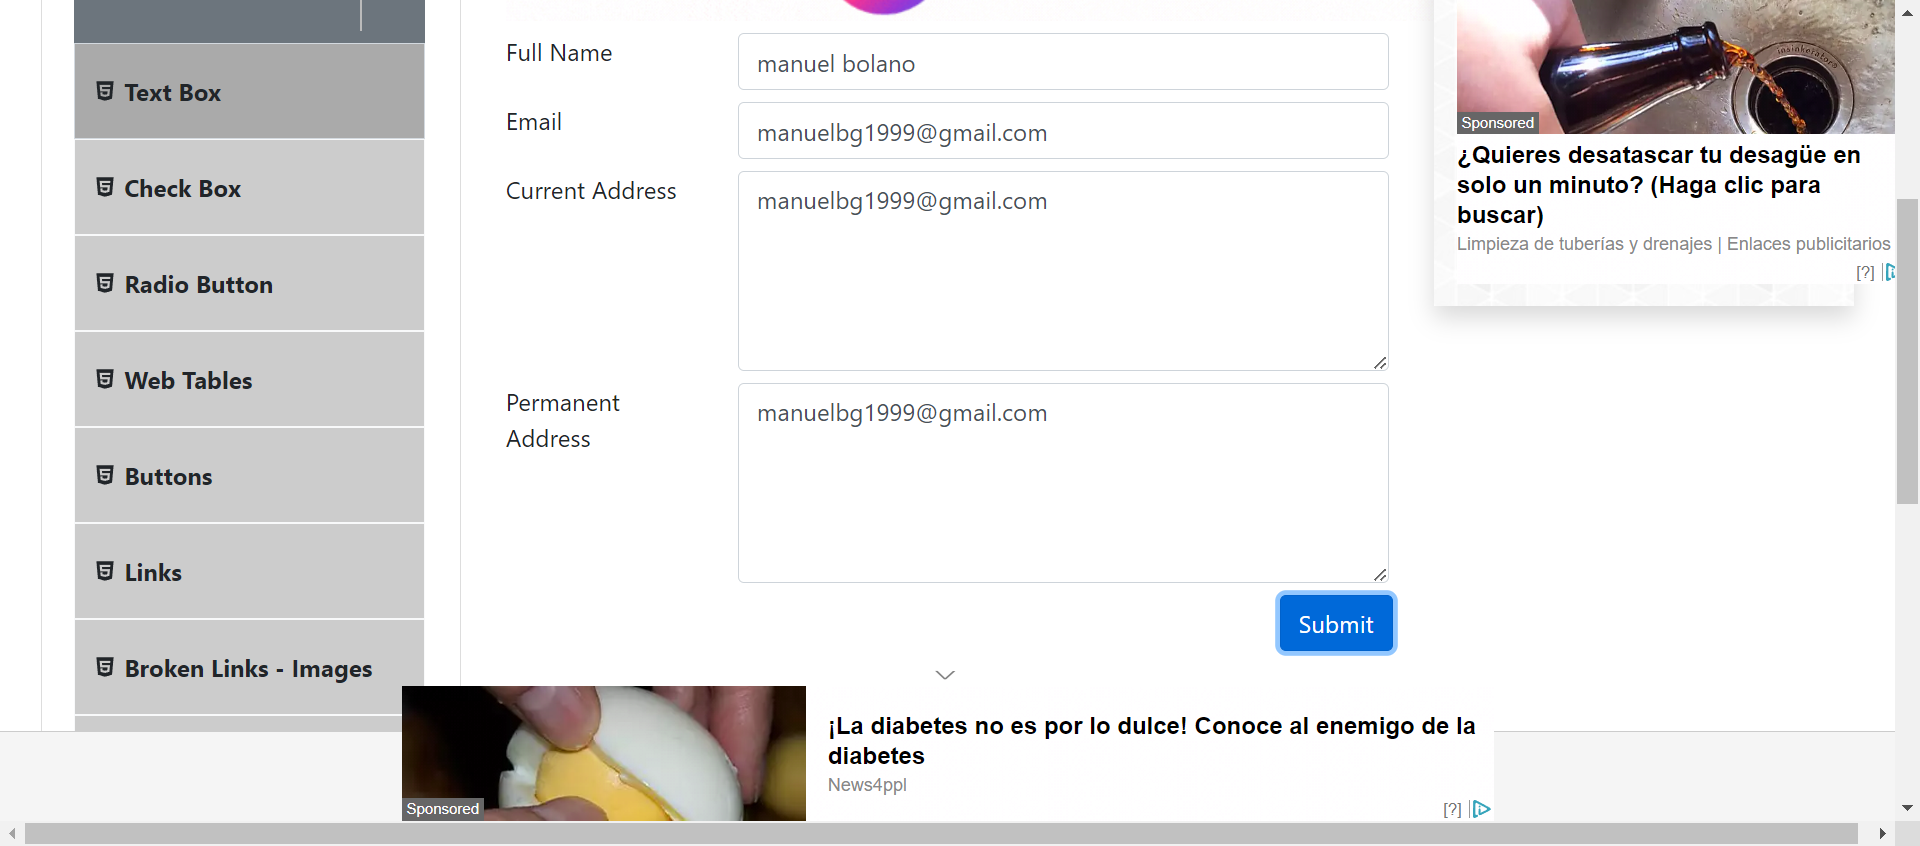 Text Box
Check Box
Radio Button
Web Tables
Buttons
Links
Broken Links - Images
Full Name
manuel bolano
Email
manuelbg1999@gmail.com
Current Address
manuelbg1999@gmail.com
Permanent
Address
manuelbg1999@gmail.com
Submit
insinkerator®
Sponsored
¿Quieres desatascar tu desagüe en
solo un minuto? (Haga clic para
buscar)
Limpieza de tuberías y drenajes | Enlaces publicitarios
[?]
Sponsored
¡La diabetes no es por lo dulce! Conoce al enemigo de la
diabetes
News4ppl
[?]